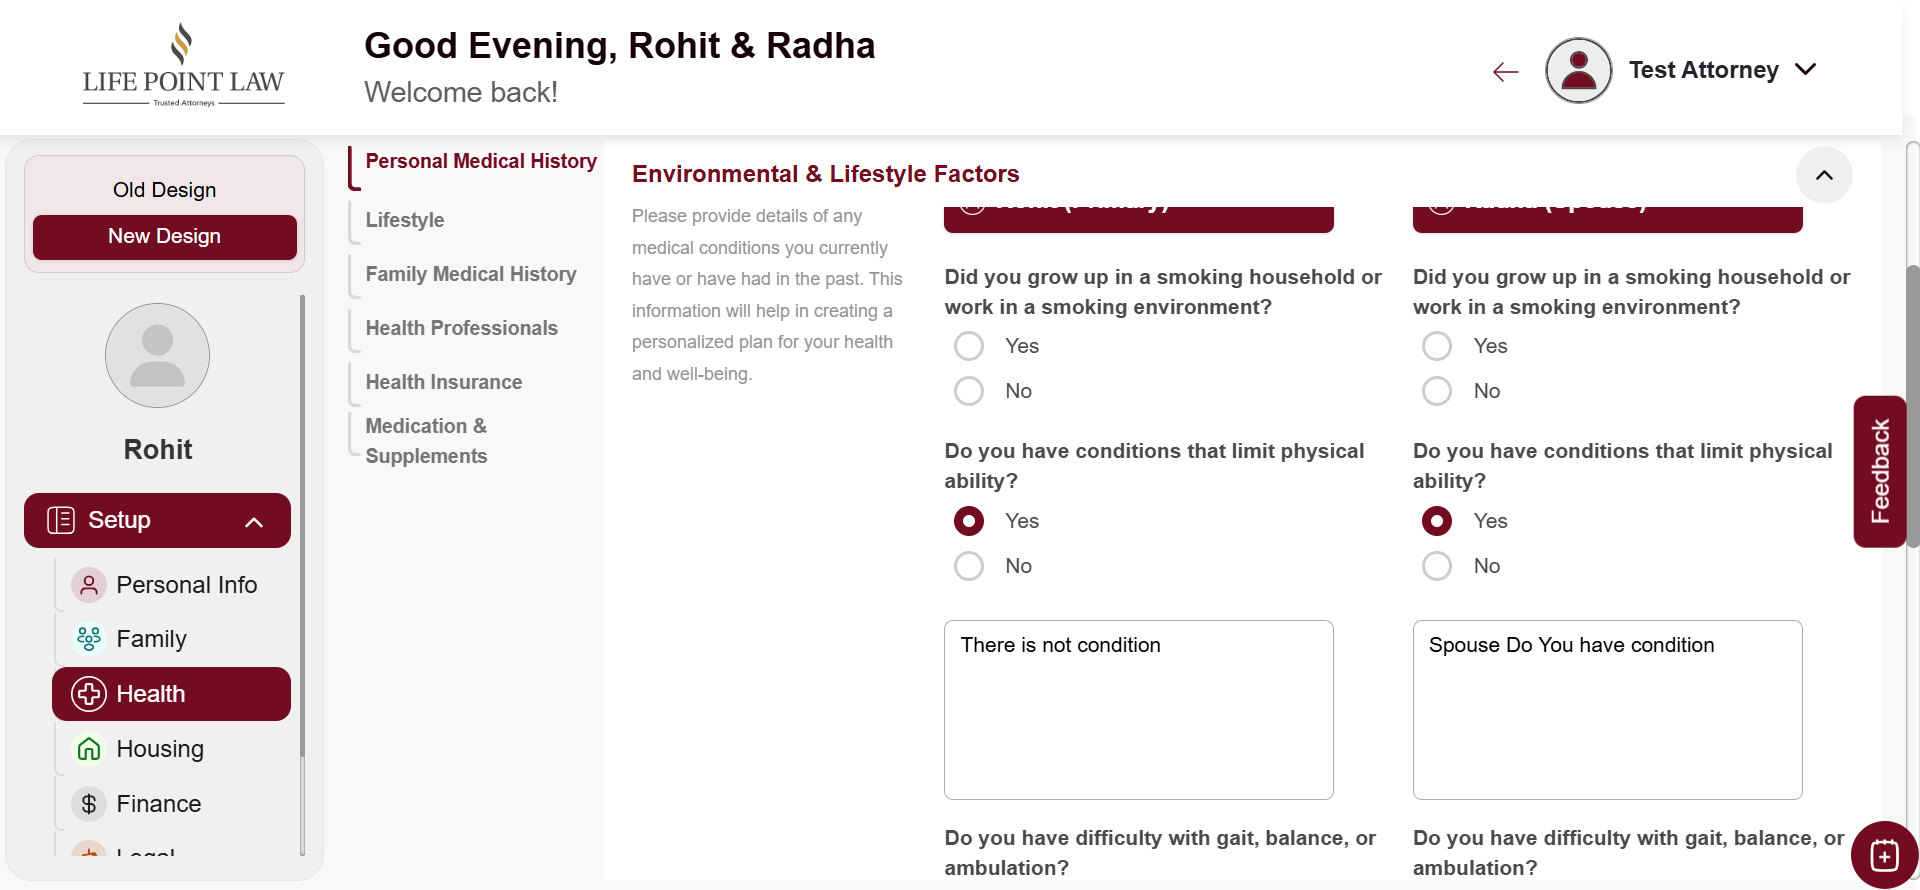 LIFE POINT LAW
Trusted Attorneys
Good Evening, Rohit & Radha
Welcome back!
Test Attorney
Old Design
New Design
Rohit
Setup
Personal Info
Family
Health
Housing
Finance
Legal
Personal Medical History
Lifestyle
Family Medical History
Health Professionals
Health Insurance
Medication &
Supplements
Environmental & Lifestyle Factors
Please provide details of any
medical conditions you currently
have or have had in the past. This
information will help in creating a
personalized plan for your health
and well-being.
Rohit (Primary)
Did you grow up in a smoking household or
work in a smoking environment?
Yes
No
Do you have conditions that limit physical
ability?
Yes
No
There is not condition
Do you have difficulty with gait, balance, or
ambulation?
Radha (Spouse)
Did you grow up in a smoking household or
work in a smoking environment?
Yes
No
Do you have conditions that limit physical
ability?
Yes
No
Spouse Do You have condition
Do you have difficulty with gait, balance, or
ambulation?
Feedback